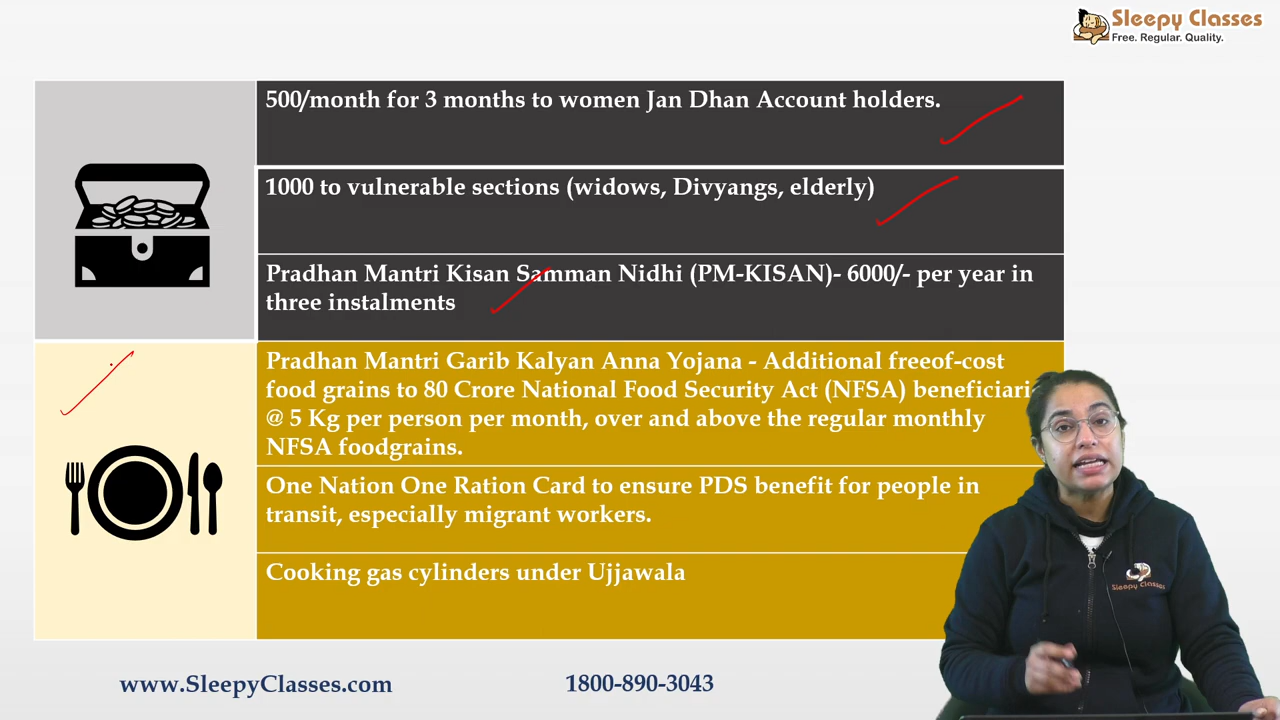 Sleepy Classes
Free. Regular. Quality.
500/month for 3 months to women Jan Dhan Account holders.
1000 to vulnerable sections (widows, Divyangs, elderly)
Pradhan Mantri Kisan Samman Nidhi (PM-KISAN)- 6000/- per year in
three instalments
Pradhan Mantri Garib Kalyan Anna Yojana - Additional freeof-cost
food grains to 80 Crore National Food Security Act (NFSA) beneficiari
@ 5 Kg per person per month, over and above the regular monthly
NFSA foodgrains.
One Nation One Ration Card to ensure PDS benefit for people in
transit, especially migrant workers.
Cooking gas cylinders under Ujjawala
Sleepy Classes
www.SleepyClasses.com
1800-890-3043